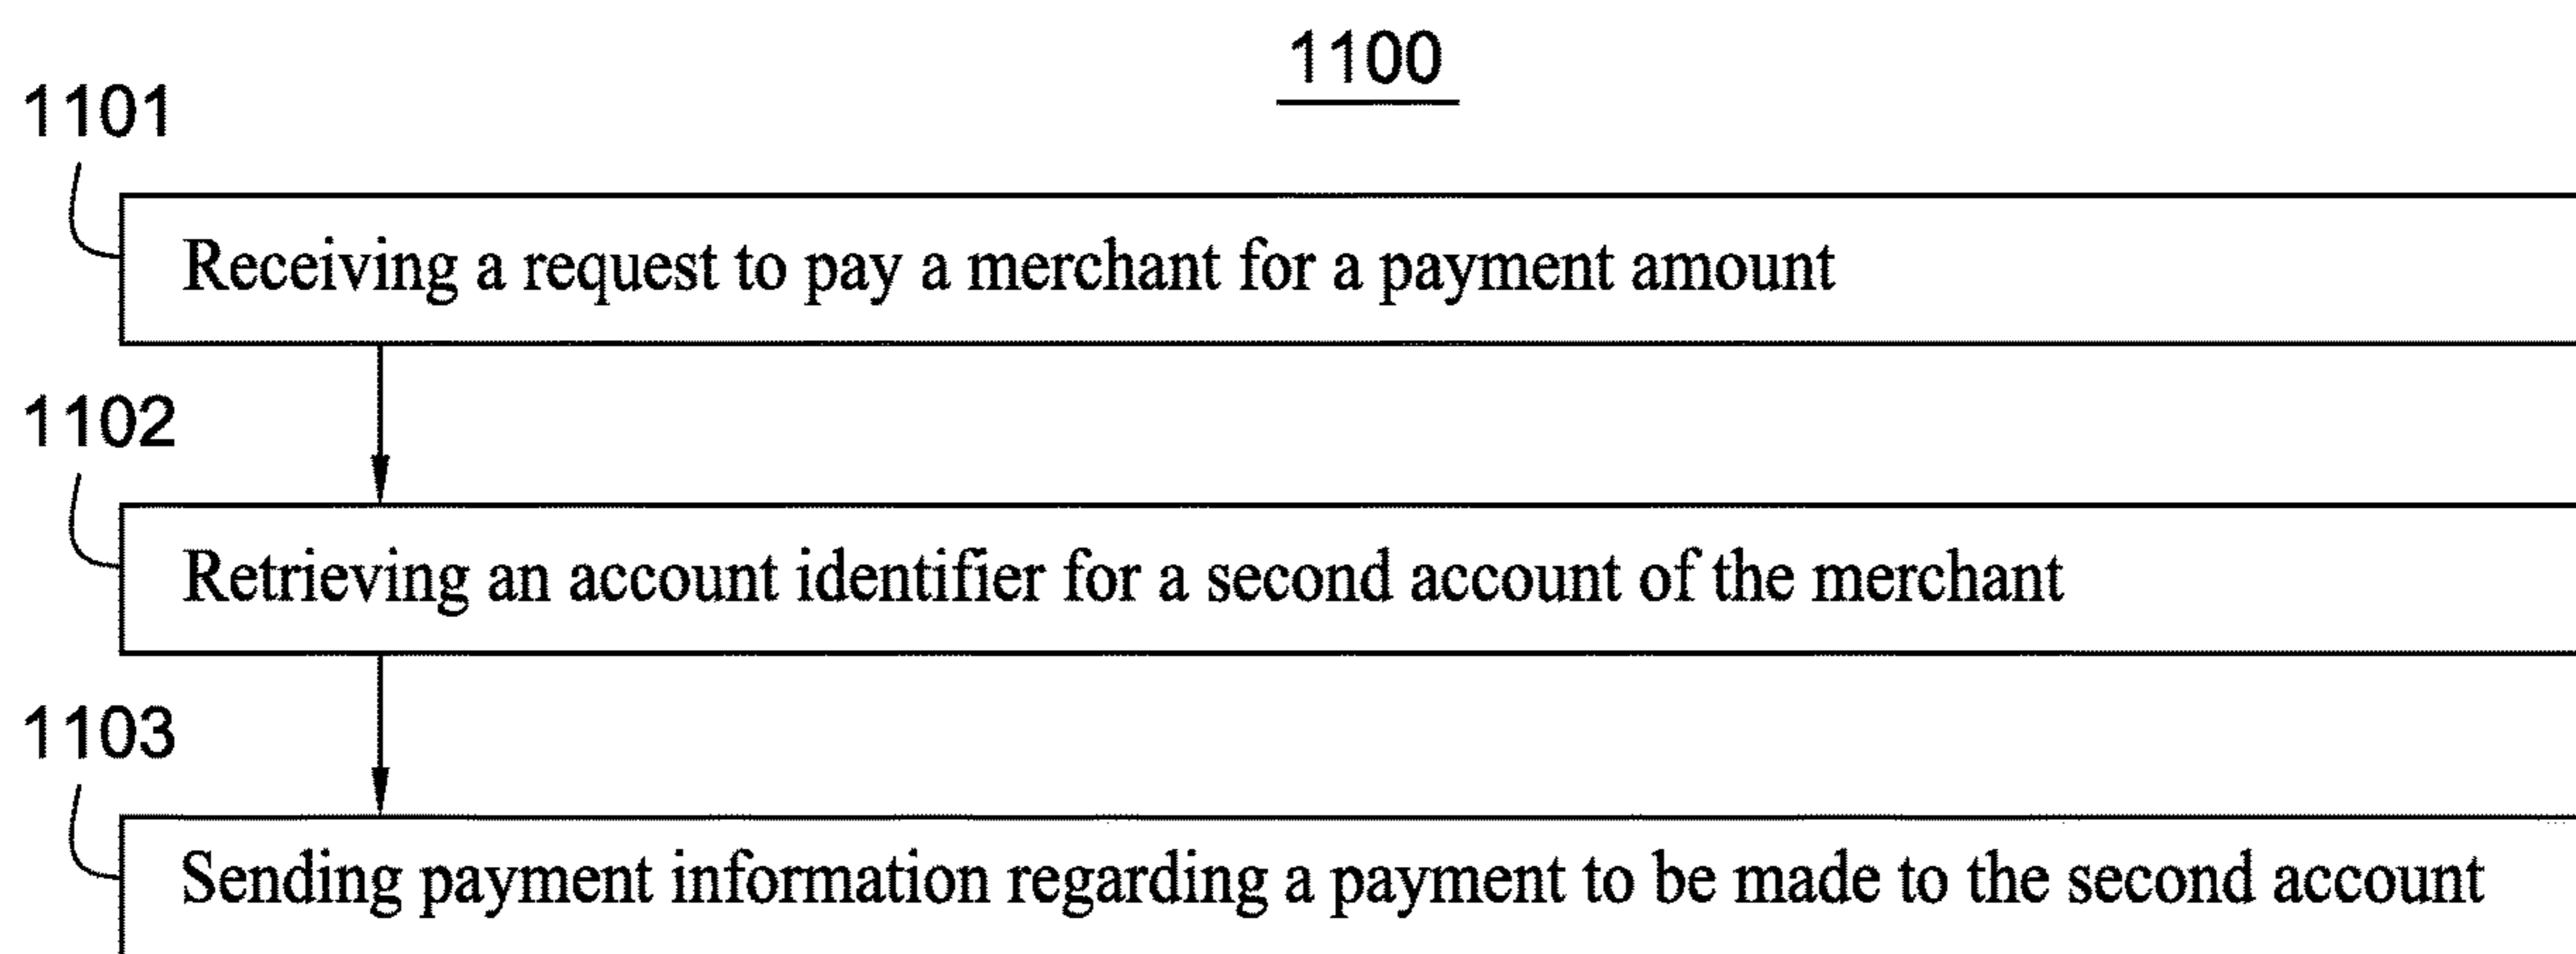 1100
1101
Receiving a request to pay a merchant for a payment amount
1102
Retrieving an account identifier for a second account of the merchant
1103
Sending payment information regarding a payment to be made to the second account